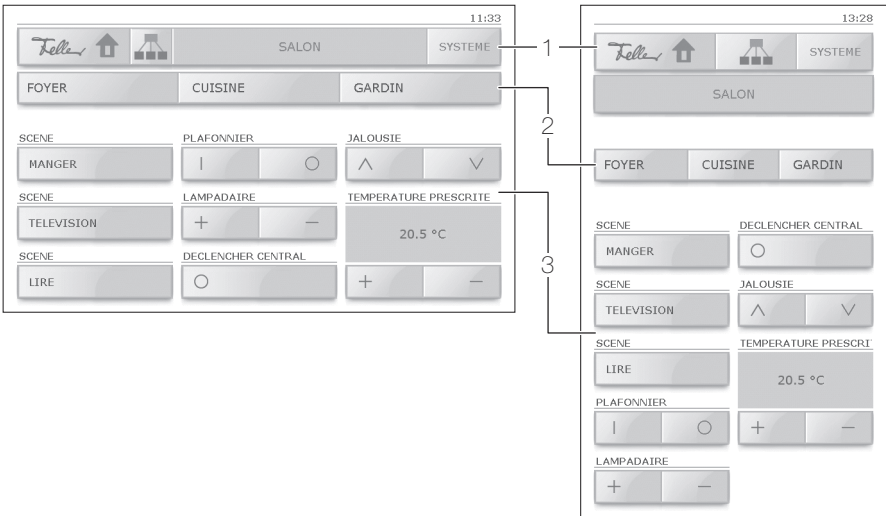 11:33
Feller SALON SYSTEME
FOYER CUISINE GARDIN
SCENE PLAFONNIER JALOUSIE
MANGER | ○ ∧ ∨
SCENE LAMPADAIRE TEMPERATURE PRESCRITE
TELEVISION + − 20.5 °C
SCENE DECLENCHER CENTRAL
LIRE ○ + −
1
2
3
13:28
Feller SYSTEME
SALON
FOYER CUISINE GARDIN
SCENE DECLENCHER CENTRAL
MANGER ○
SCENE JALOUSIE
TELEVISION ∧ ∨
SCENE TEMPERATURE PRESCRI
LIRE 20.5 °C
PLAFONNIER
| ○ + −
LAMPADAIRE
+ −